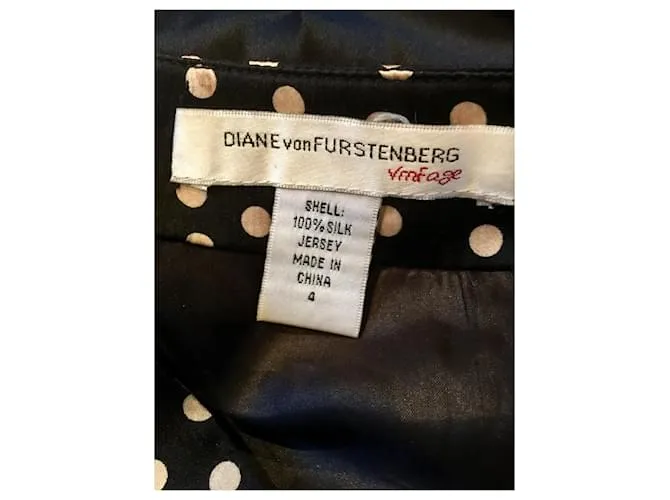 DIANE von FURSTENBERG
vintage
SHELL:
100% SILK
JERSEY
MADE IN
CHINA
4